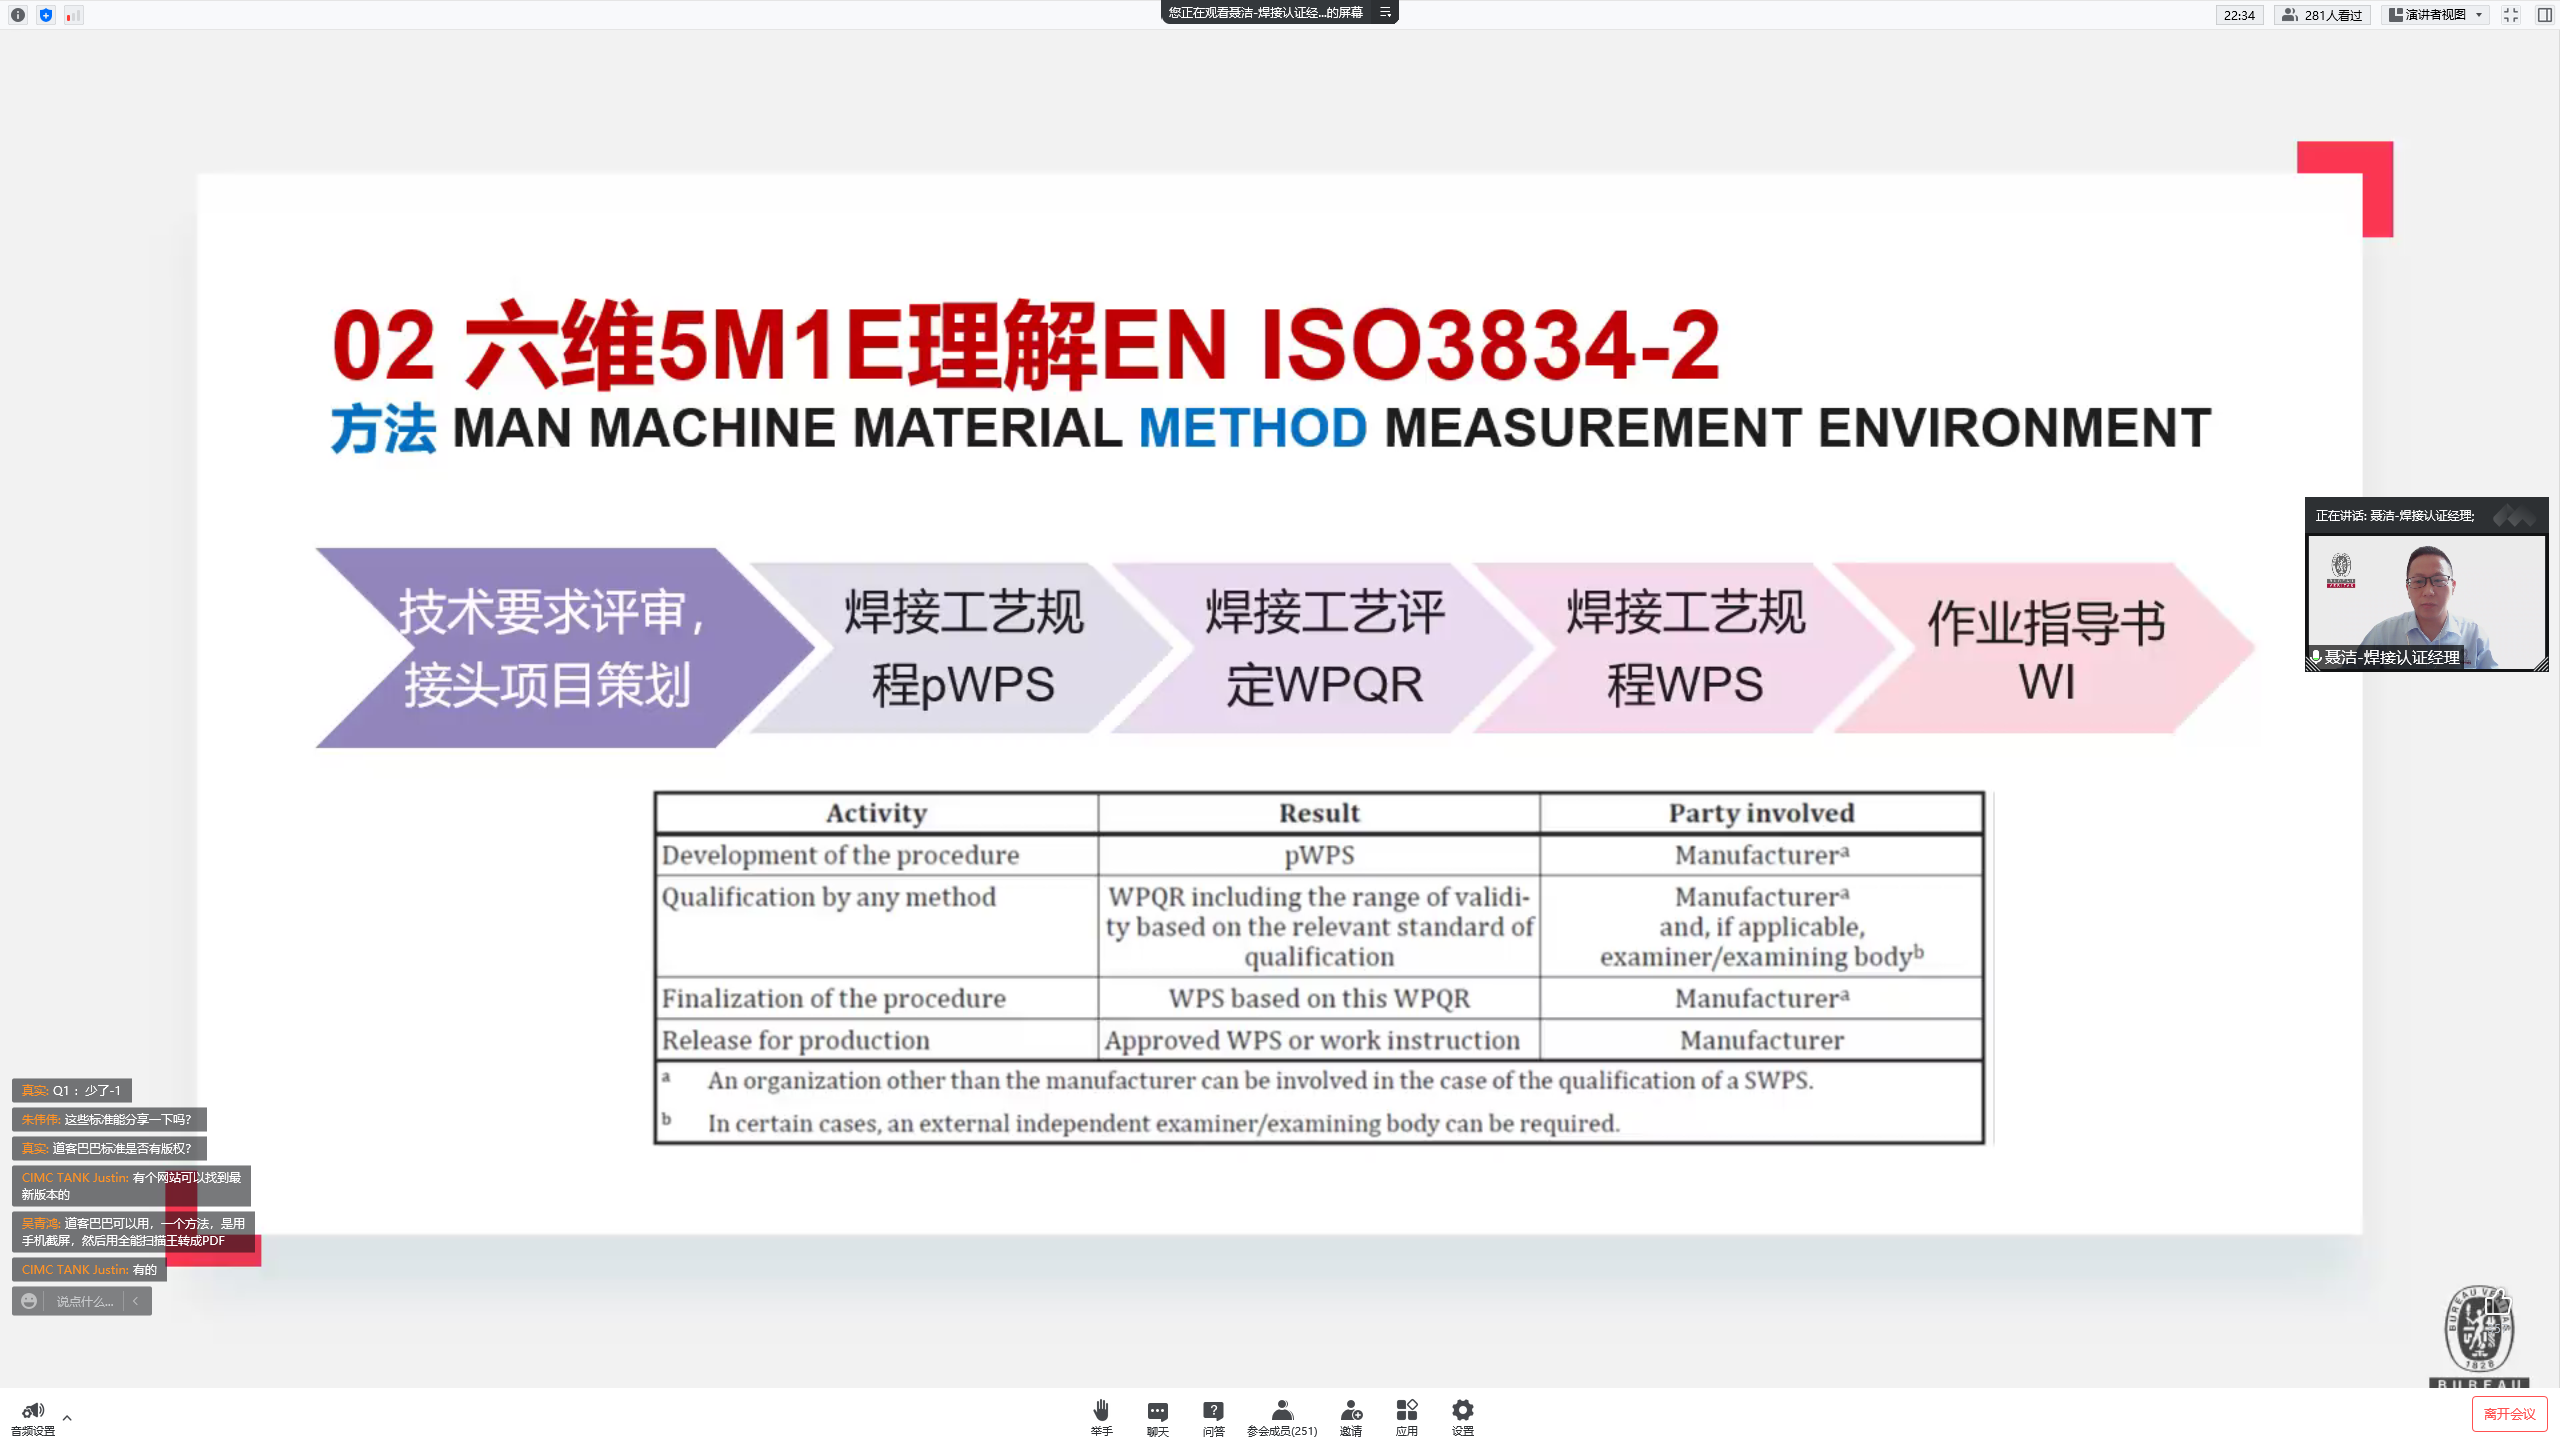 您正在观看聂洁-焊接认证经...的屏幕
22:34
281人看过
演讲者视图
02 六维5M1E理解EN ISO3834-2
方法 MAN MACHINE MATERIAL METHOD MEASUREMENT ENVIRONMENT
正在讲话: 聂洁-焊接认证经理;
聂洁-焊接认证经理
技术要求评审，
接头项目策划
焊接工艺规
程pWPS
焊接工艺评
定WPQR
焊接工艺规
程WPS
作业指导书
WI
Activity Result Party involved
Development of the procedure pWPS Manufacturerᵃ
Qualification by any method WPQR including the range of validi- Manufacturerᵃ
ty based on the relevant standard of and, if applicable,
qualification examiner/examining bodyᵇ
Finalization of the procedure WPS based on this WPQR Manufacturerᵃ
Release for production Approved WPS or work instruction Manufacturer
a An organization other than the manufacturer can be involved in the case of the qualification of a SWPS.
b In certain cases, an external independent examiner/examining body can be required.
真实: Q1： 少了-1
朱伟伟: 这些标准能分享一下吗?
真实: 道客巴巴标准是否有版权?
CIMC TANK Justin: 有个网站可以找到最
新版本的
吴青鸿: 道客巴巴可以用，一个方法，是用
手机截屏，然后用全能扫描王转成PDF
CIMC TANK Justin: 有的
说点什么...
1828
BUREAU
音频设置
举手
聊天
问答
参会成员(251)
邀请
应用
设置
离开会议